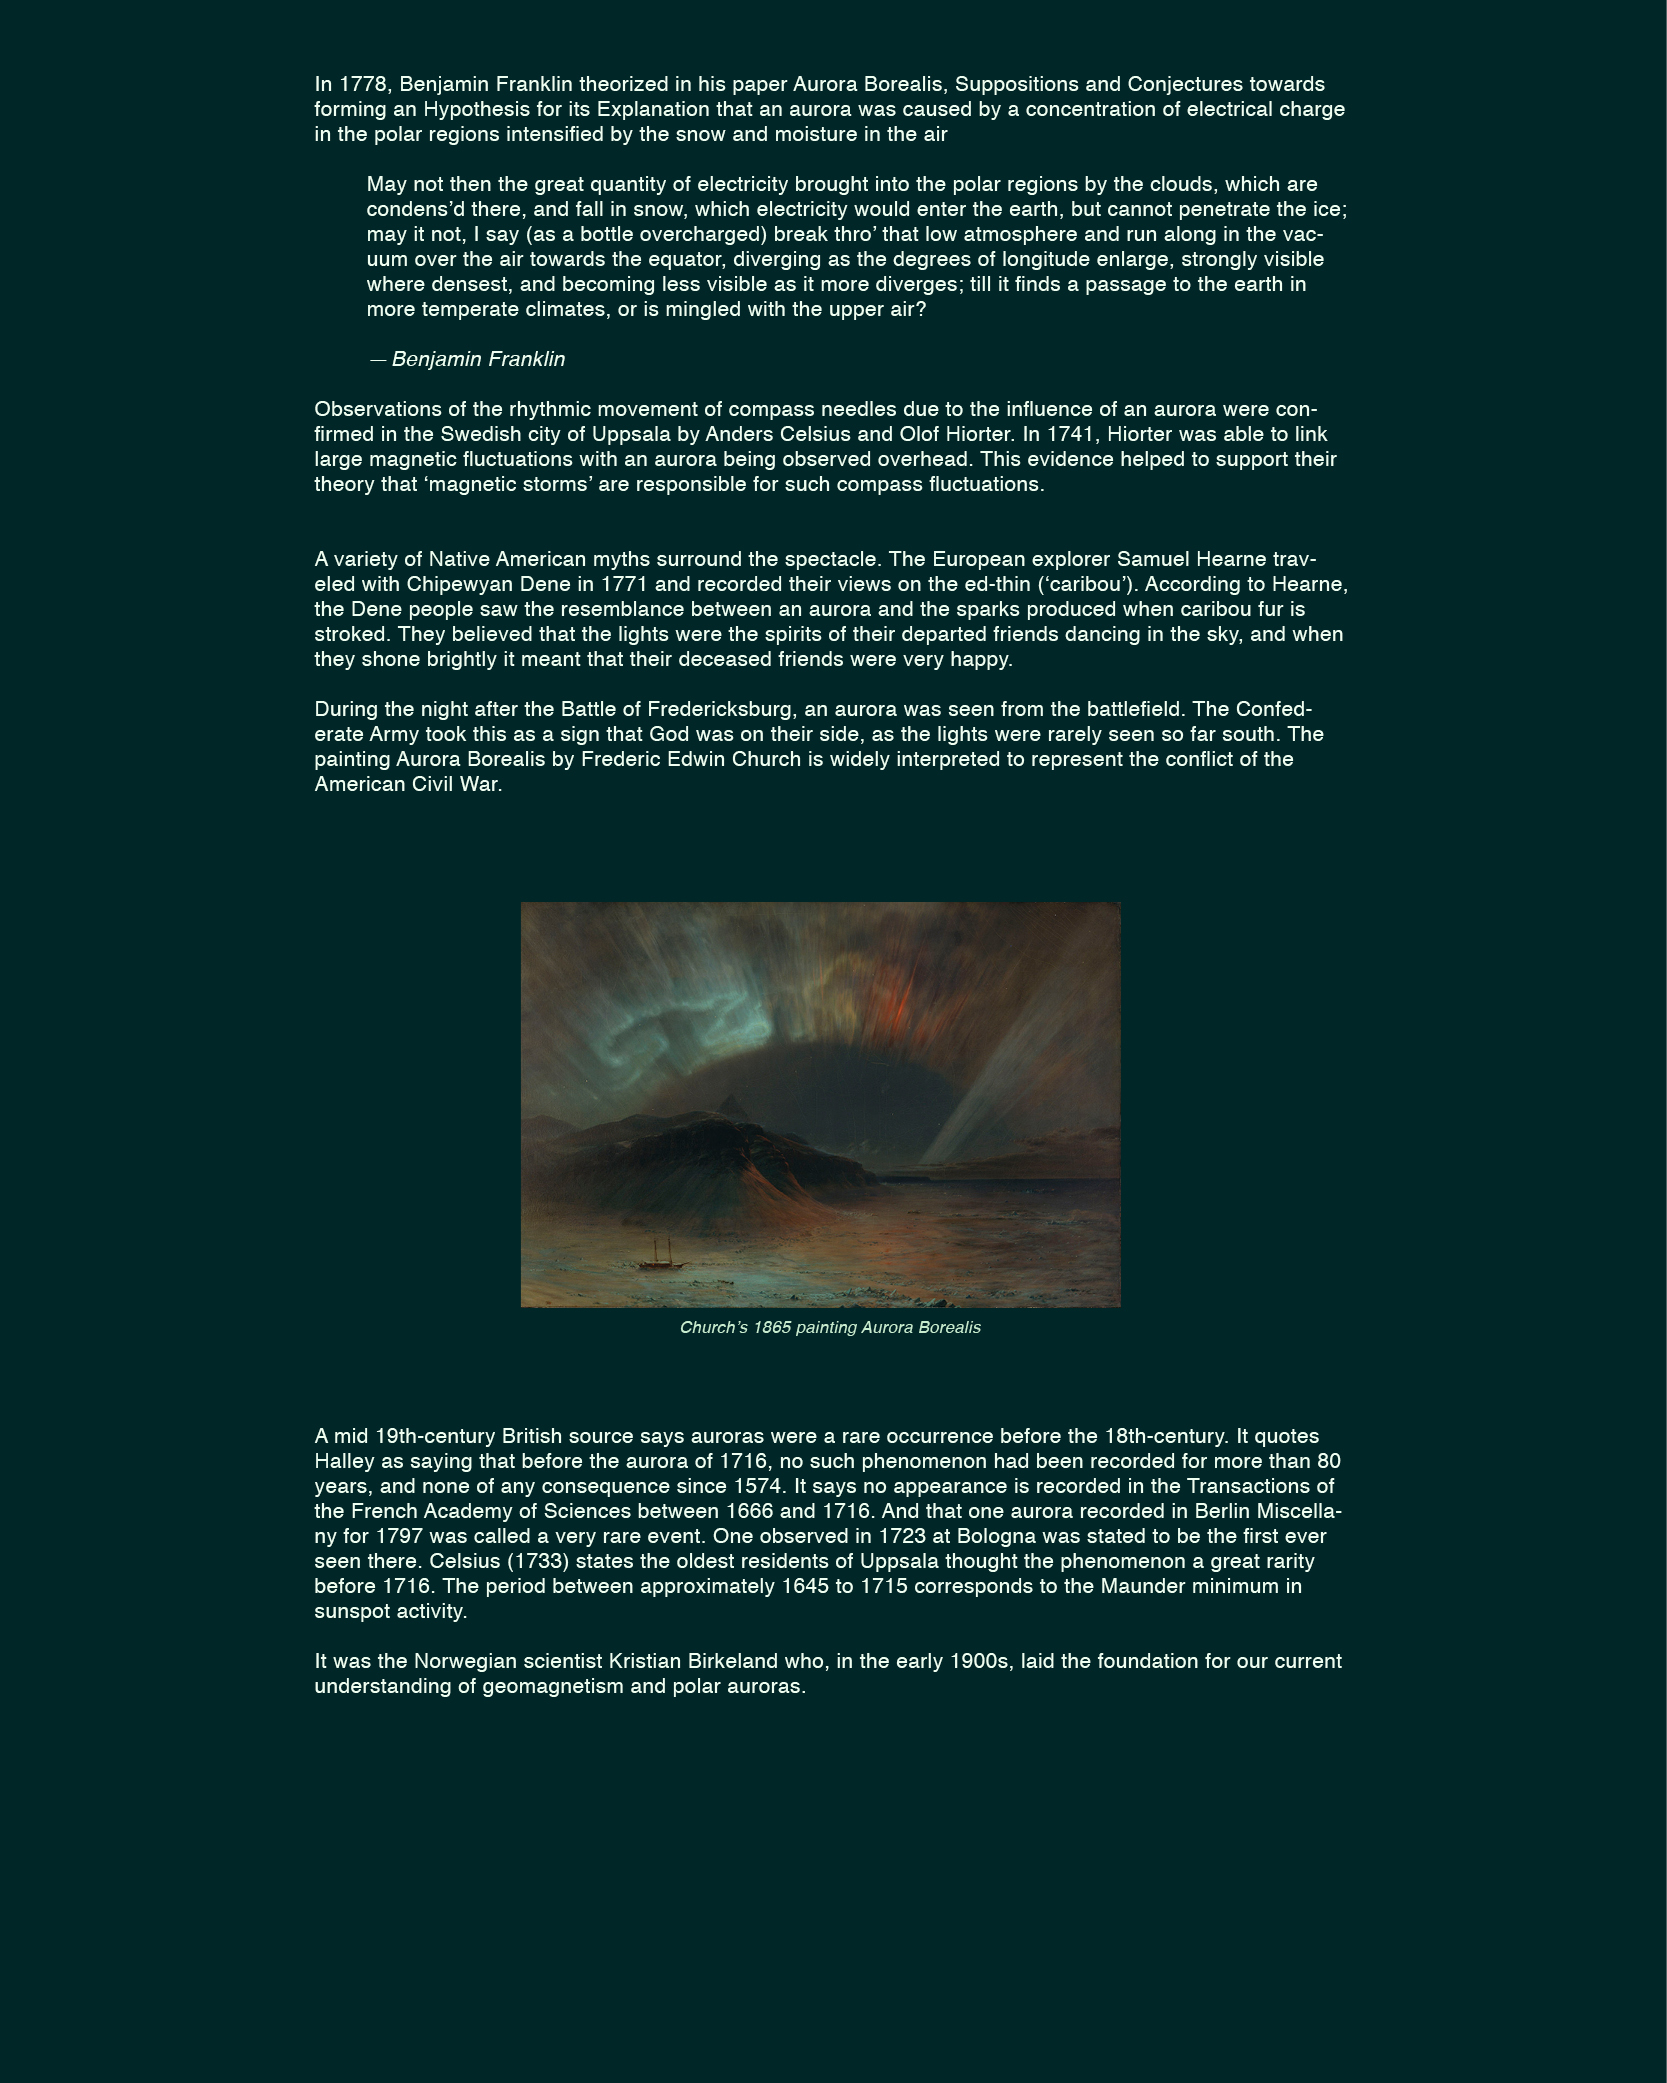 In 1778, Benjamin Franklin theorized in his paper Aurora Borealis, Suppositions and Conjectures towards
forming an Hypothesis for its Explanation that an aurora was caused by a concentration of electrical charge
in the polar regions intensified by the snow and moisture in the air
May not then the great quantity of electricity brought into the polar regions by the clouds, which are
condens’d there, and fall in snow, which electricity would enter the earth, but cannot penetrate the ice;
may it not, I say (as a bottle overcharged) break thro’ that low atmosphere and run along in the vac-
uum over the air towards the equator, diverging as the degrees of longitude enlarge, strongly visible
where densest, and becoming less visible as it more diverges; till it finds a passage to the earth in
more temperate climates, or is mingled with the upper air?
— Benjamin Franklin
Observations of the rhythmic movement of compass needles due to the influence of an aurora were con-
firmed in the Swedish city of Uppsala by Anders Celsius and Olof Hiorter. In 1741, Hiorter was able to link
large magnetic fluctuations with an aurora being observed overhead. This evidence helped to support their
theory that ‘magnetic storms’ are responsible for such compass fluctuations.
A variety of Native American myths surround the spectacle. The European explorer Samuel Hearne trav-
eled with Chipewyan Dene in 1771 and recorded their views on the ed-thin (‘caribou’). According to Hearne,
the Dene people saw the resemblance between an aurora and the sparks produced when caribou fur is
stroked. They believed that the lights were the spirits of their departed friends dancing in the sky, and when
they shone brightly it meant that their deceased friends were very happy.
During the night after the Battle of Fredericksburg, an aurora was seen from the battlefield. The Confed-
erate Army took this as a sign that God was on their side, as the lights were rarely seen so far south. The
painting Aurora Borealis by Frederic Edwin Church is widely interpreted to represent the conflict of the
American Civil War.
Church’s 1865 painting Aurora Borealis
A mid 19th-century British source says auroras were a rare occurrence before the 18th-century. It quotes
Halley as saying that before the aurora of 1716, no such phenomenon had been recorded for more than 80
years, and none of any consequence since 1574. It says no appearance is recorded in the Transactions of
the French Academy of Sciences between 1666 and 1716. And that one aurora recorded in Berlin Miscella-
ny for 1797 was called a very rare event. One observed in 1723 at Bologna was stated to be the first ever
seen there. Celsius (1733) states the oldest residents of Uppsala thought the phenomenon a great rarity
before 1716. The period between approximately 1645 to 1715 corresponds to the Maunder minimum in
sunspot activity.
It was the Norwegian scientist Kristian Birkeland who, in the early 1900s, laid the foundation for our current
understanding of geomagnetism and polar auroras.